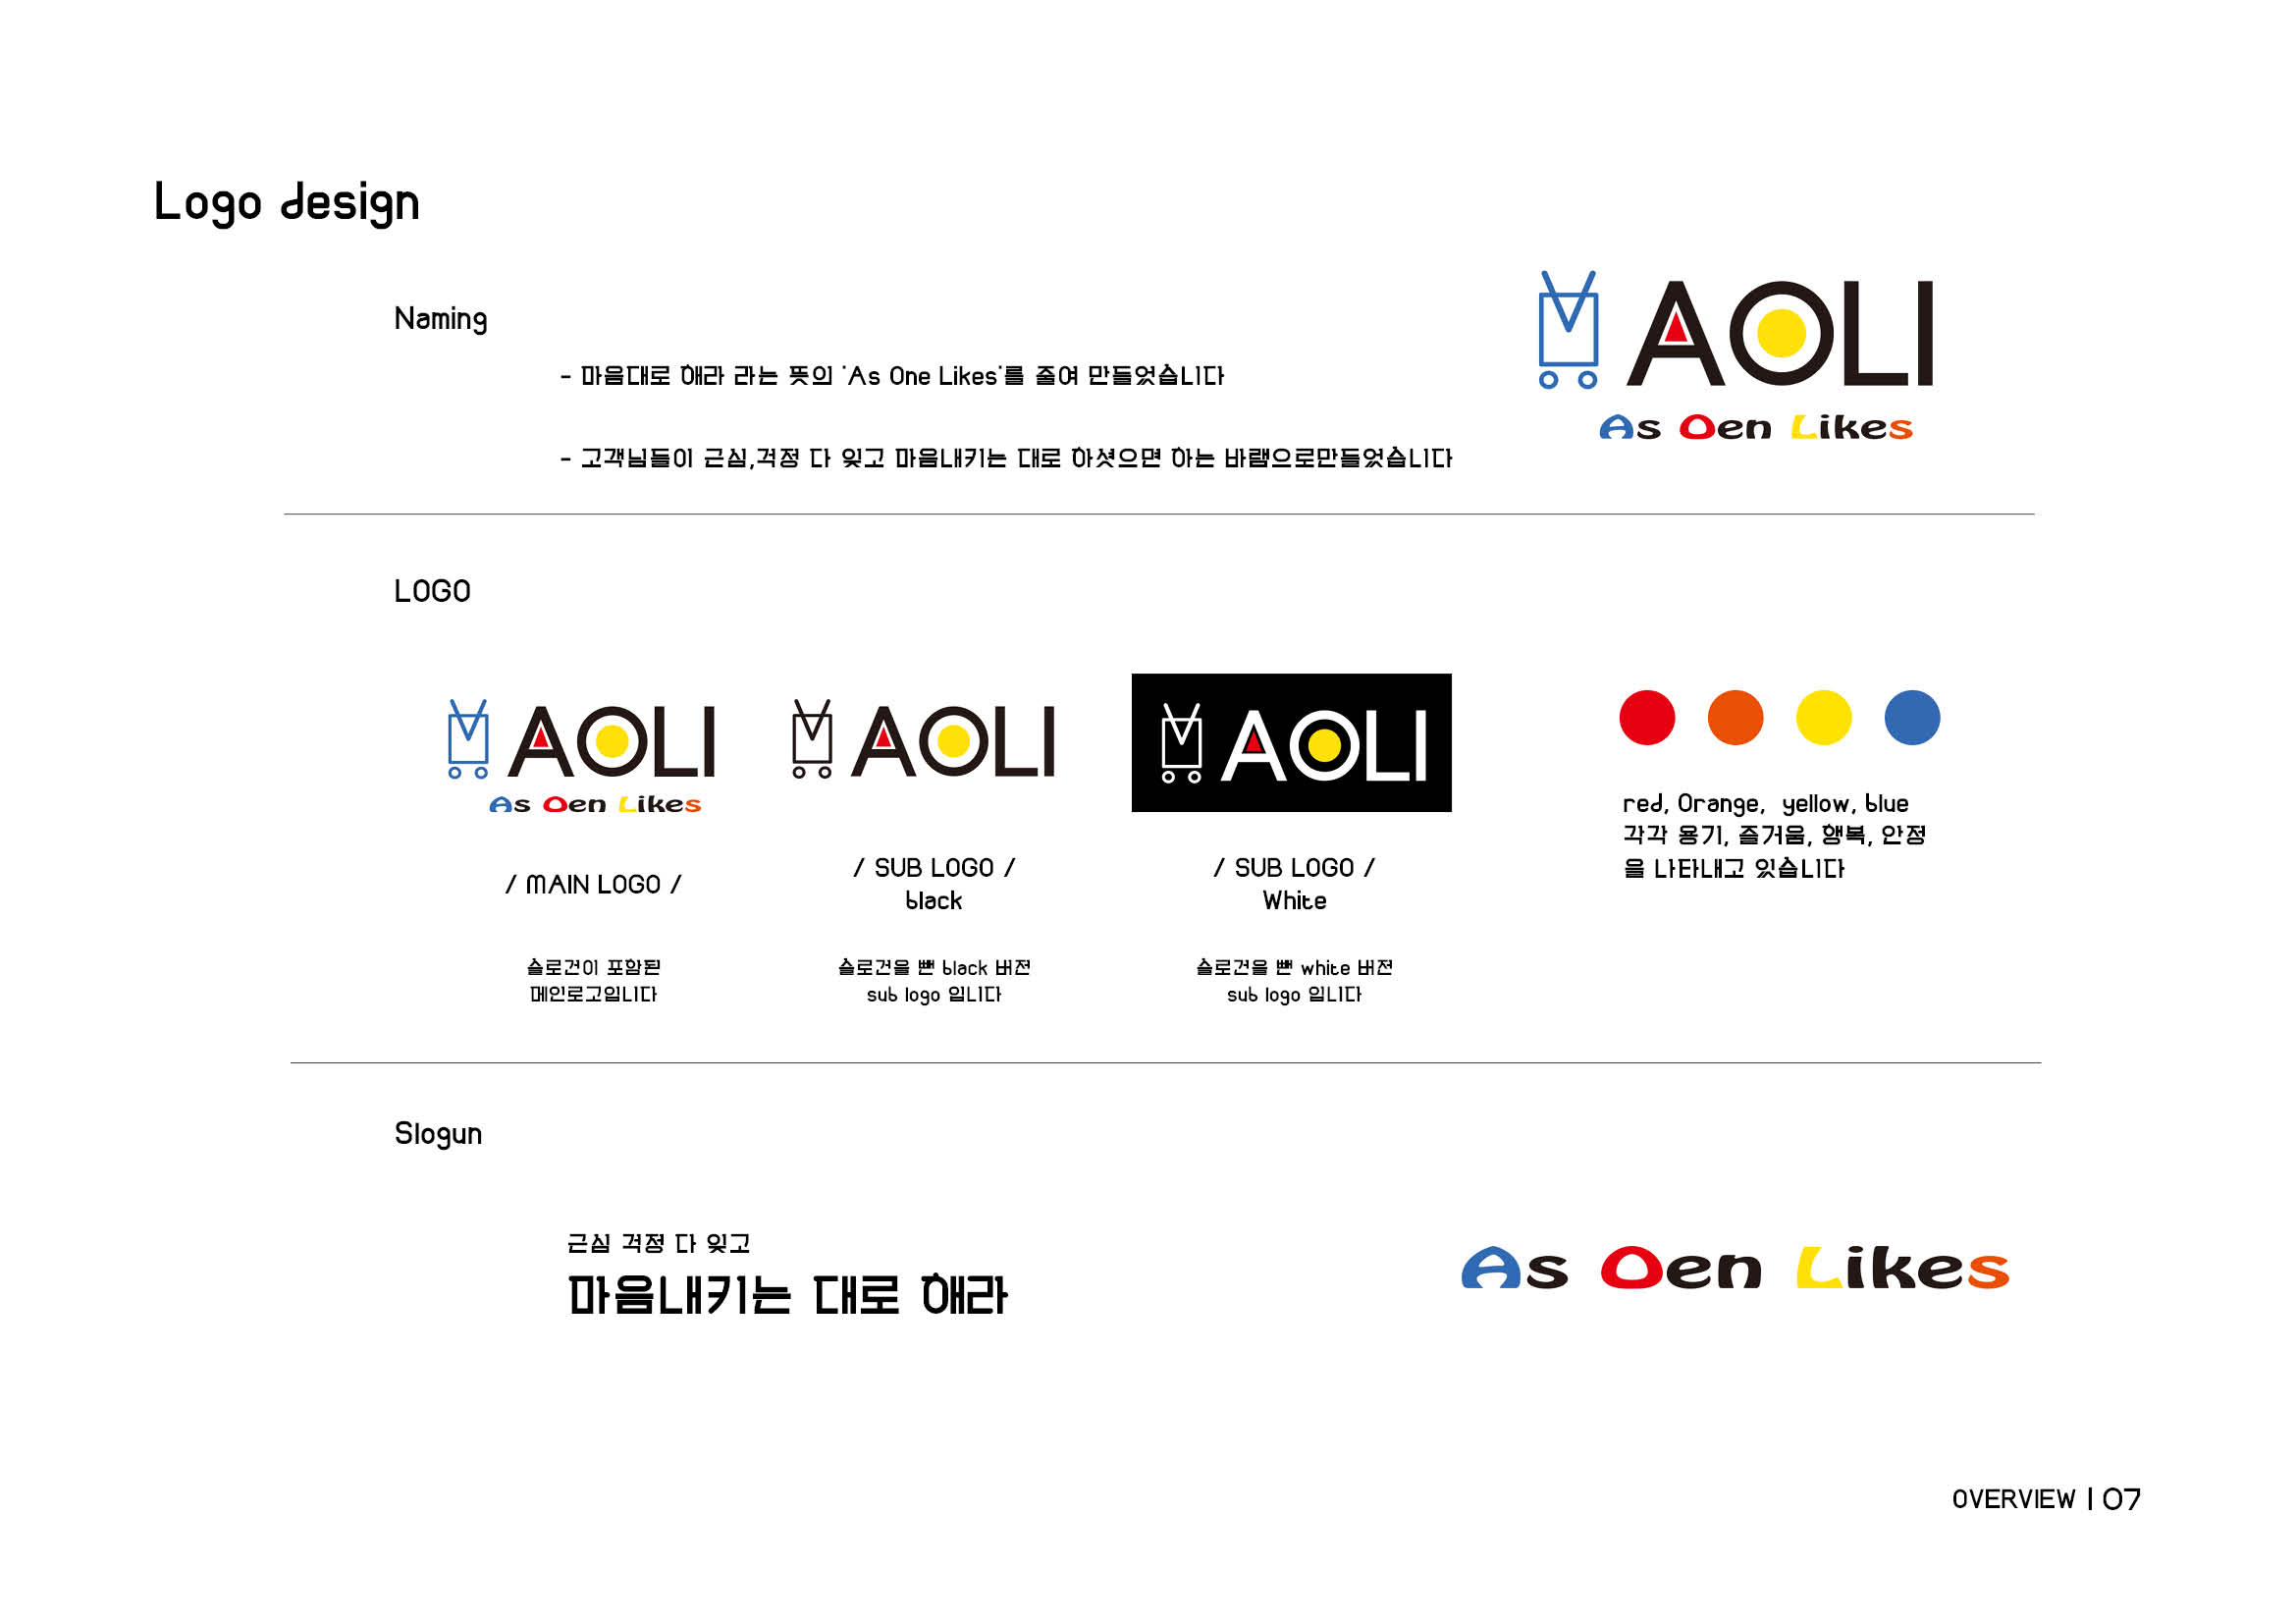 Logo design
Naming
- 마음대로 해라 라는 뜻의 'As One Likes'를 줄여 만들었습니다
- 고객님들이 근심,걱정 다 잊고 마음내키는 대로 하셧으면 하는 바램으로만들었습니다
AOLI
As Oen Likes
LOGO
AOLI
As Oen Likes
/ MAIN LOGO /
슬로건이 포함된
메인로고입니다
AOLI
/ SUB LOGO /
black
슬로건을 뺀 black 버전
sub logo 입니다
AOLI
/ SUB LOGO /
White
슬로건을 뺀 white 버전
sub logo 입니다
red, Orange, yellow, blue
각각 용기, 즐거움, 행복, 안정
을 나타내고 있습니다
Slogun
근심 걱정 다 잊고
마음내키는 대로 해라
As Oen Likes
OVERVIEW | 07